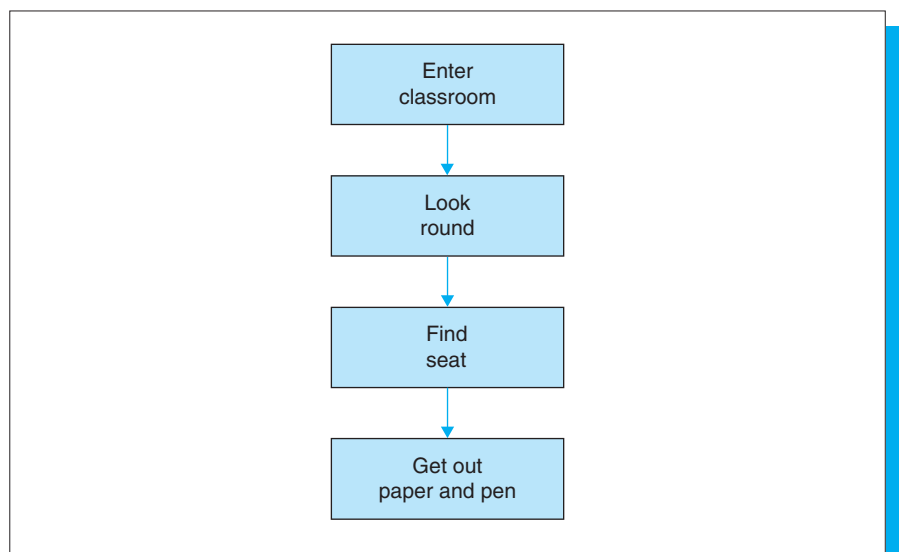 Enter
classroom
Look
round
Find
seat
Get out
paper and pen